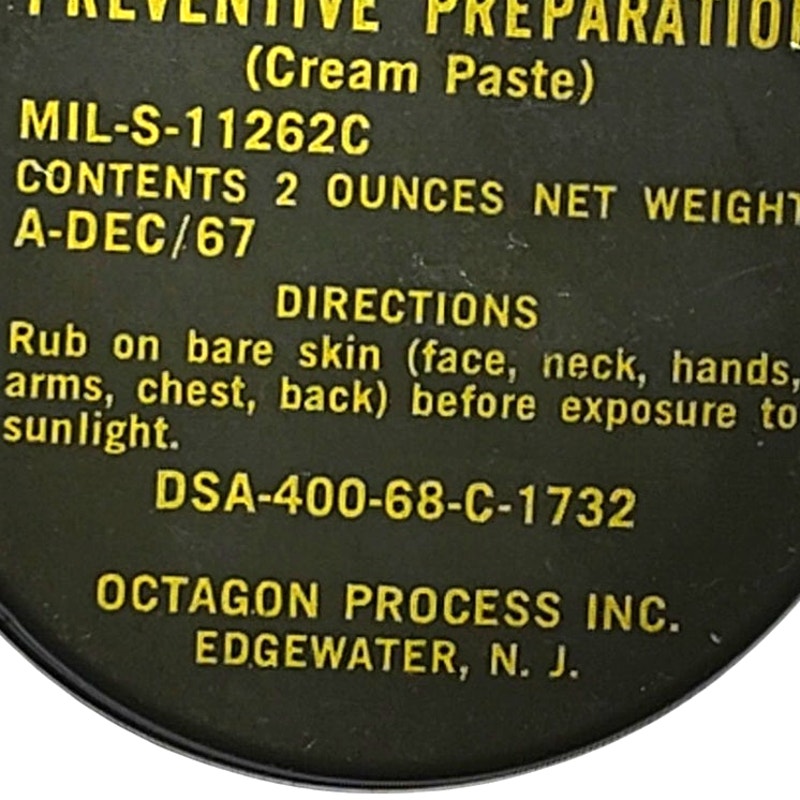 PREVENTIVE PREPARATION
(Cream Paste)
MIL-S-11262C
CONTENTS 2 OUNCES NET WEIGHT
A-DEC/67
DIRECTIONS
Rub on bare skin (face, neck, hands,
arms, chest, back) before exposure to
sunlight.
DSA-400-68-C-1732
OCTAGON PROCESS INC.
EDGEWATER, N. J.